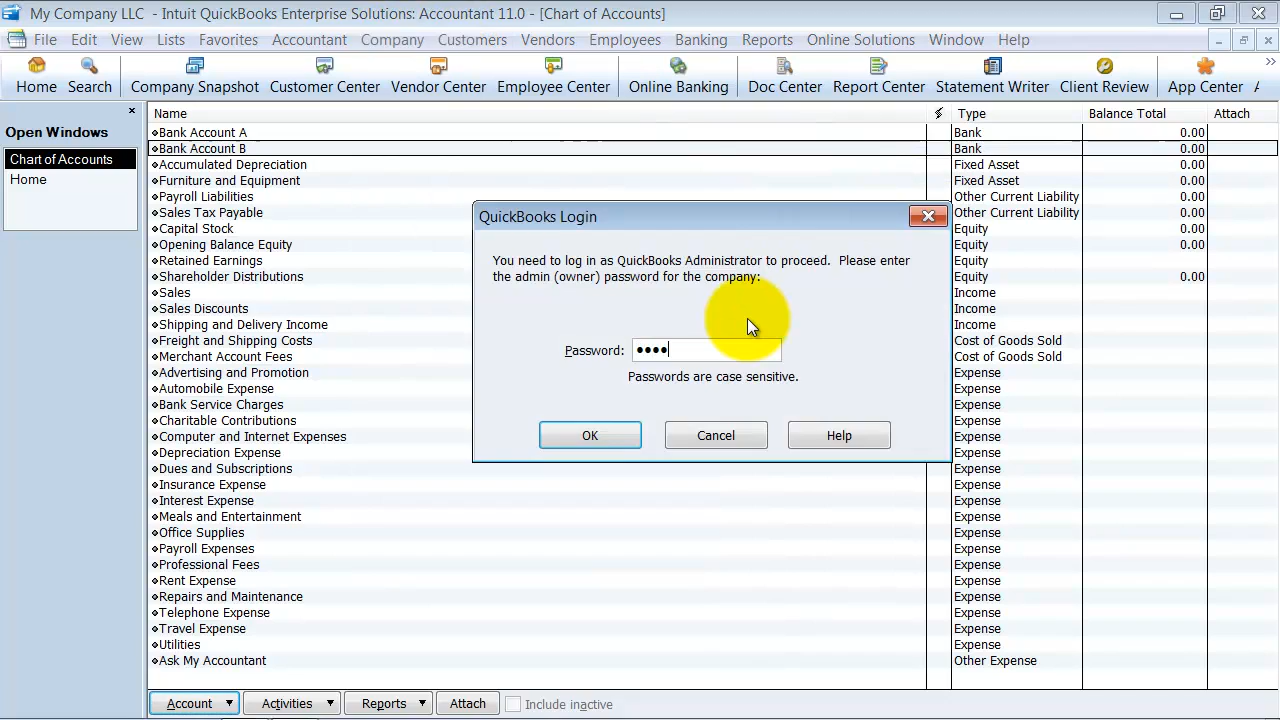 My Company LLC - Intuit QuickBooks Enterprise Solutions: Accountant 11.0 - [Chart of Accounts]
File Edit View Lists Favorites Accountant Company Customers Vendors Employees Banking Reports Online Solutions Window Help
Home Search Company Snapshot Customer Center Vendor Center Employee Center Online Banking Doc Center Report Center Statement Writer Client Review App Center
Open Windows
Chart of Accounts
Home
Name Type Balance Total Attach
Bank Account A Bank 0.00
Bank Account B Bank 0.00
Accumulated Depreciation Fixed Asset 0.00
Furniture and Equipment Fixed Asset 0.00
Payroll Liabilities Other Current Liability 0.00
Sales Tax Payable Other Current Liability 0.00
Capital Stock Equity 0.00
Opening Balance Equity Equity 0.00
Retained Earnings Equity
Shareholder Distributions Equity 0.00
Sales Income
Sales Discounts Income
Shipping and Delivery Income Income
Freight and Shipping Costs Cost of Goods Sold
Merchant Account Fees Cost of Goods Sold
Advertising and Promotion Expense
Automobile Expense Expense
Bank Service Charges Expense
Charitable Contributions Expense
Computer and Internet Expenses Expense
Depreciation Expense Expense
Dues and Subscriptions Expense
Insurance Expense Expense
Interest Expense Expense
Meals and Entertainment Expense
Office Supplies Expense
Payroll Expenses Expense
Professional Fees Expense
Rent Expense Expense
Repairs and Maintenance Expense
Telephone Expense Expense
Travel Expense Expense
Utilities Expense
Ask My Accountant Other Expense
QuickBooks Login
You need to log in as QuickBooks Administrator to proceed. Please enter
the admin (owner) password for the company:
Password: ••••
Passwords are case sensitive.
OK Cancel Help
Account Activities Reports Attach Include inactive